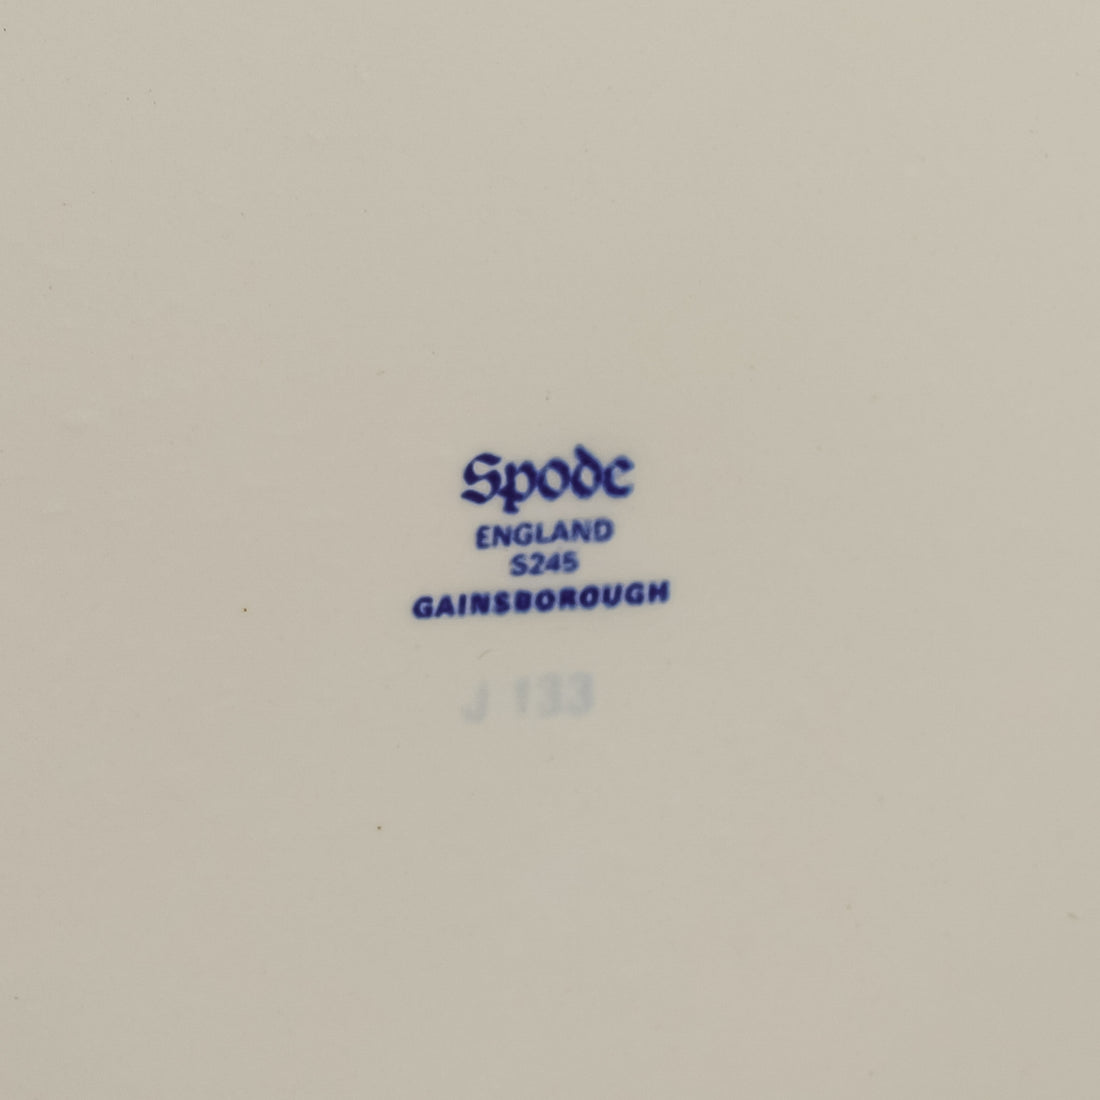 Spode
ENGLAND
S245
GAINSBOROUGH
J 133